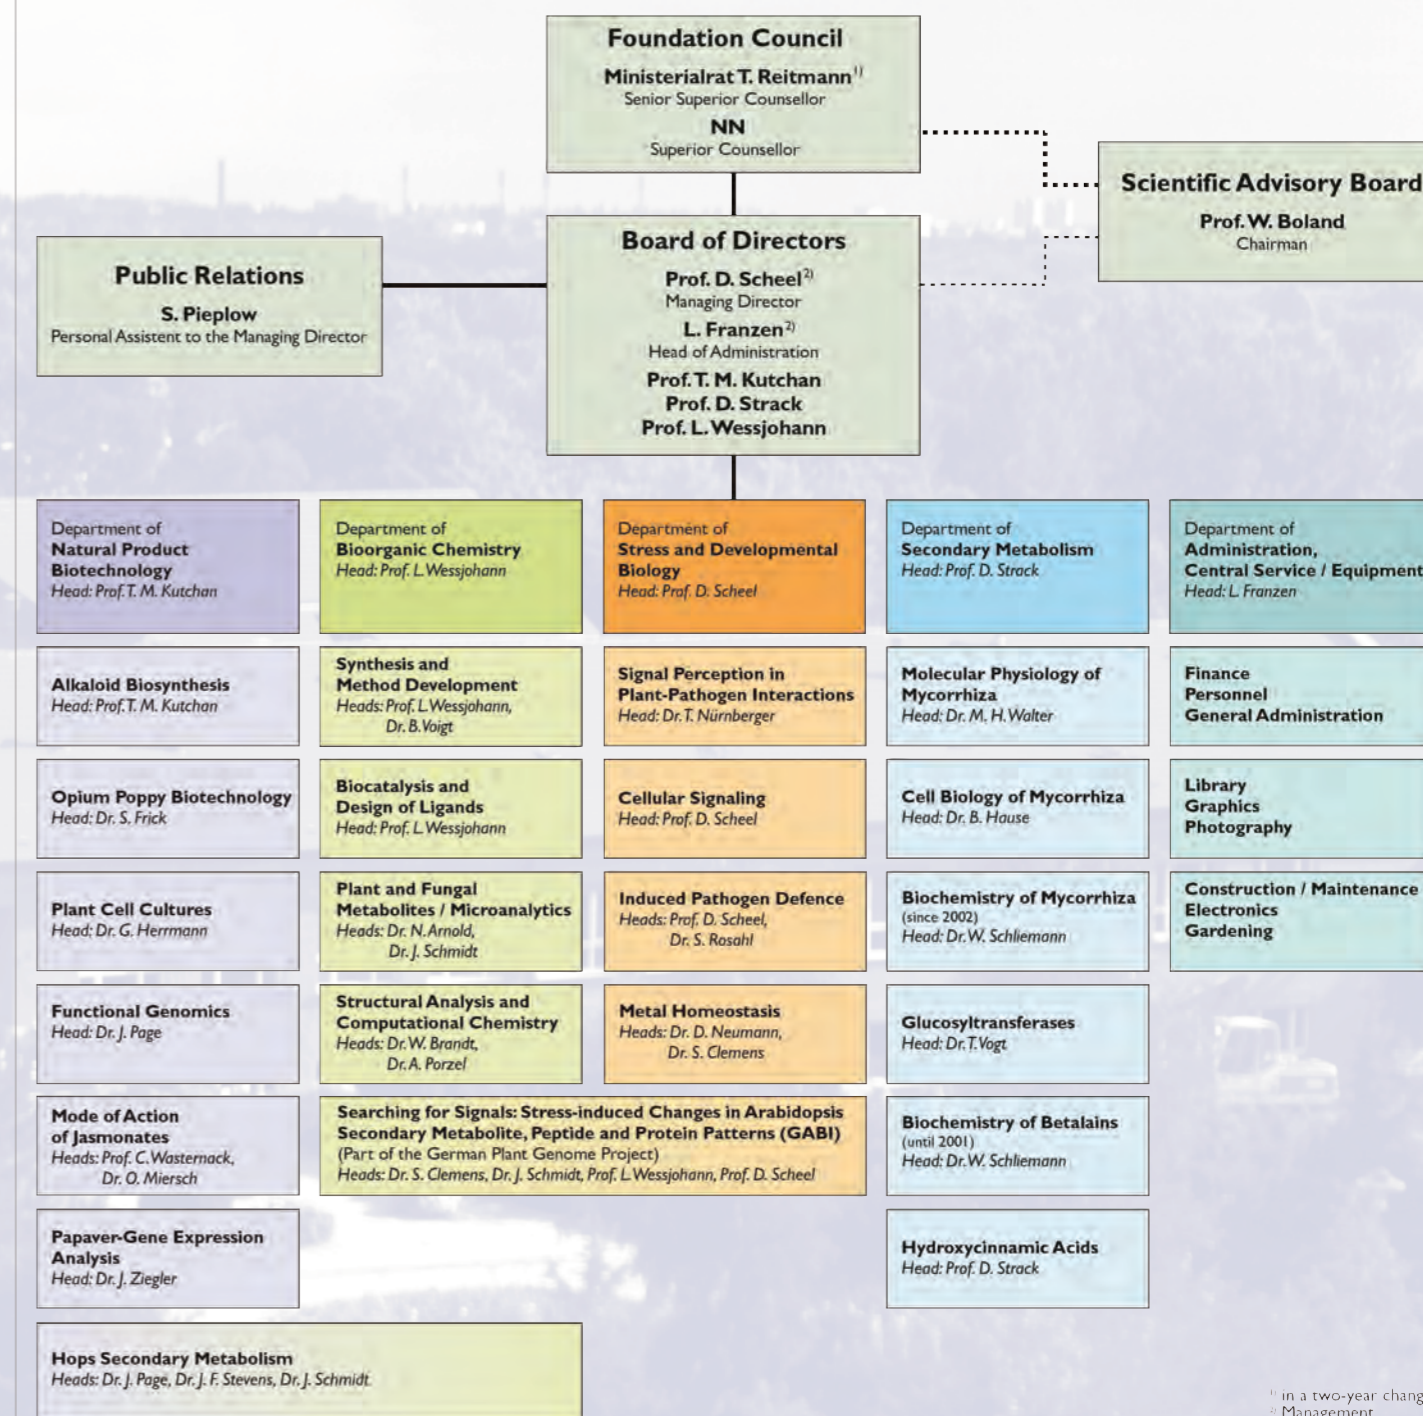 Foundation Council
Ministerialrat T. Reitmann 1)
Senior Superior Counsellor
NN
Superior Counsellor
Scientific Advisory Board
Prof. W. Boland
Chairman
Board of Directors
Prof. D. Scheel 2)
Managing Director
L. Franzen 2)
Head of Administration
Prof. T. M. Kutchan
Prof. D. Strack
Prof. L. Wessjohann
Public Relations
S. Pieplow
Personal Assistent to the Managing Director
Department of
Natural Product
Biotechnology
Head: Prof. T. M. Kutchan
Alkaloid Biosynthesis
Head: Prof. T. M. Kutchan
Opium Poppy Biotechnology
Head: Dr. S. Frick
Plant Cell Cultures
Head: Dr. G. Herrmann
Functional Genomics
Head: Dr. J. Page
Mode of Action
of Jasmonates
Heads: Prof. C. Wasternack,
Dr. O. Miersch
Papaver-Gene Expression
Analysis
Head: Dr. J. Ziegler
Hops Secondary Metabolism
Heads: Dr. J. Page, Dr. J. F. Stevens, Dr. J. Schmidt
Department of
Bioorganic Chemistry
Head: Prof. L. Wessjohann
Synthesis and
Method Development
Heads: Prof. L. Wessjohann,
Dr. B. Voigt
Biocatalysis and
Design of Ligands
Head: Prof. L. Wessjohann
Plant and Fungal
Metabolites / Microanalytics
Heads: Dr. N. Arnold,
Dr. J. Schmidt
Structural Analysis and
Computational Chemistry
Heads: Dr. W. Brandt,
Dr. A. Porzel
Searching for Signals: Stress-induced Changes in Arabidopsis
Secondary Metabolite, Peptide and Protein Patterns (GABI)
(Part of the German Plant Genome Project)
Heads: Dr. S. Clemens, Dr. J. Schmidt, Prof. L. Wessjohann, Prof. D. Scheel
Department of
Stress and Developmental
Biology
Head: Prof. D. Scheel
Signal Perception in
Plant-Pathogen Interactions
Head: Dr. T. Nürnberger
Cellular Signaling
Head: Prof. D. Scheel
Induced Pathogen Defence
Heads: Prof. D. Scheel,
Dr. S. Rosahl
Metal Homeostasis
Heads: Dr. D. Neumann,
Dr. S. Clemens
Department of
Secondary Metabolism
Head: Prof. D. Strack
Molecular Physiology of
Mycorrhiza
Head: Dr. M. H. Walter
Cell Biology of Mycorrhiza
Head: Dr. B. Hause
Biochemistry of Mycorrhiza
(since 2002)
Head: Dr. W. Schliemann
Glucosyltransferases
Head: Dr. T. Vogt
Biochemistry of Betalains
(until 2001)
Head: Dr. W. Schliemann
Hydroxycinnamic Acids
Head: Prof. D. Strack
Department of
Administration,
Central Service / Equipment
Head: L. Franzen
Finance
Personnel
General Administration
Library
Graphics
Photography
Construction / Maintenance
Electronics
Gardening
1) in a two-year chang
2) Management